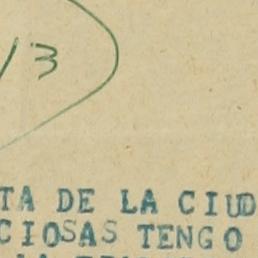 /3
TA DE LA CIUD
CIOSAS TENGO